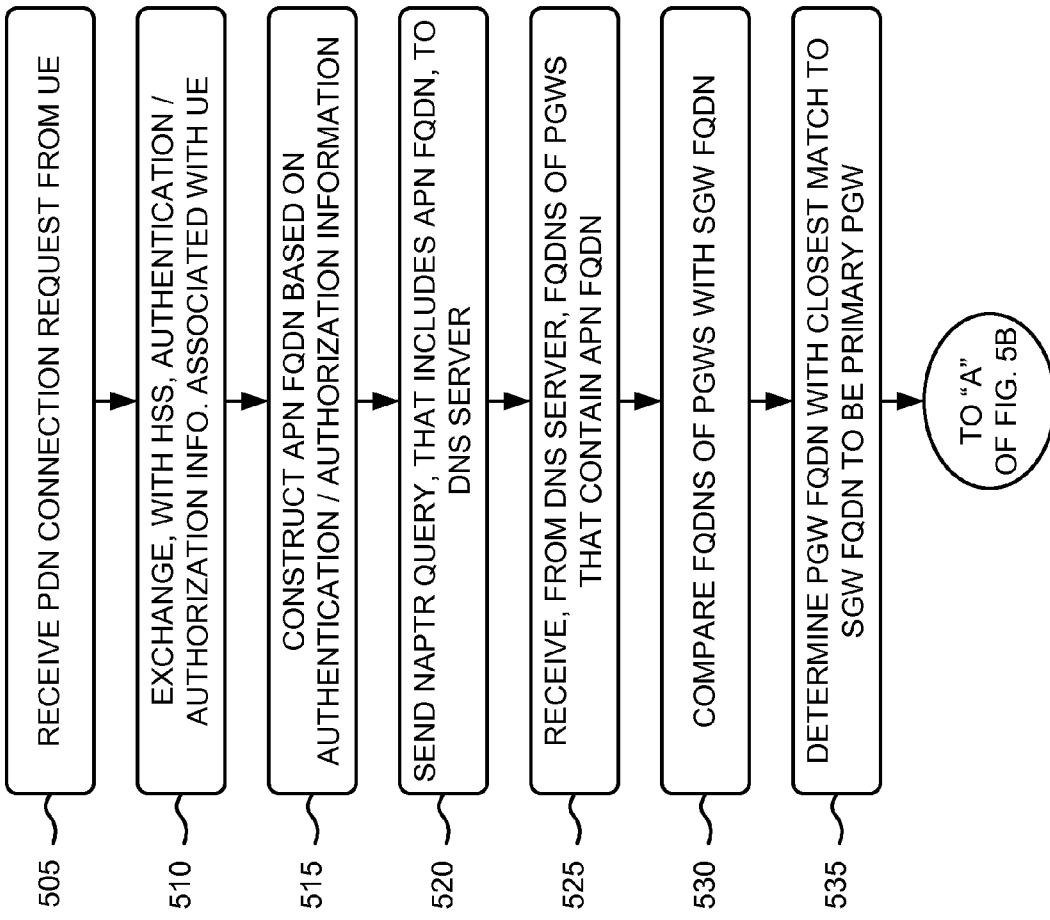 505
RECEIVE PDN CONNECTION REQUEST FROM UE
510
EXCHANGE, WITH HSS, AUTHENTICATION /
AUTHORIZATION INFO. ASSOCIATED WITH UE
515
CONSTRUCT APN FQDN BASED ON
AUTHENTICATION / AUTHORIZATION INFORMATION
520
SEND NAPTR QUERY, THAT INCLUDES APN FQDN, TO
DNS SERVER
525
RECEIVE, FROM DNS SERVER, FQDNS OF PGWS
THAT CONTAIN APN FQDN
530
COMPARE FQDNS OF PGWS WITH SGW FQDN
535
DETERMINE PGW FQDN WITH CLOSEST MATCH TO
SGW FQDN TO BE PRIMARY PGW
TO "A"
OF FIG. 5B